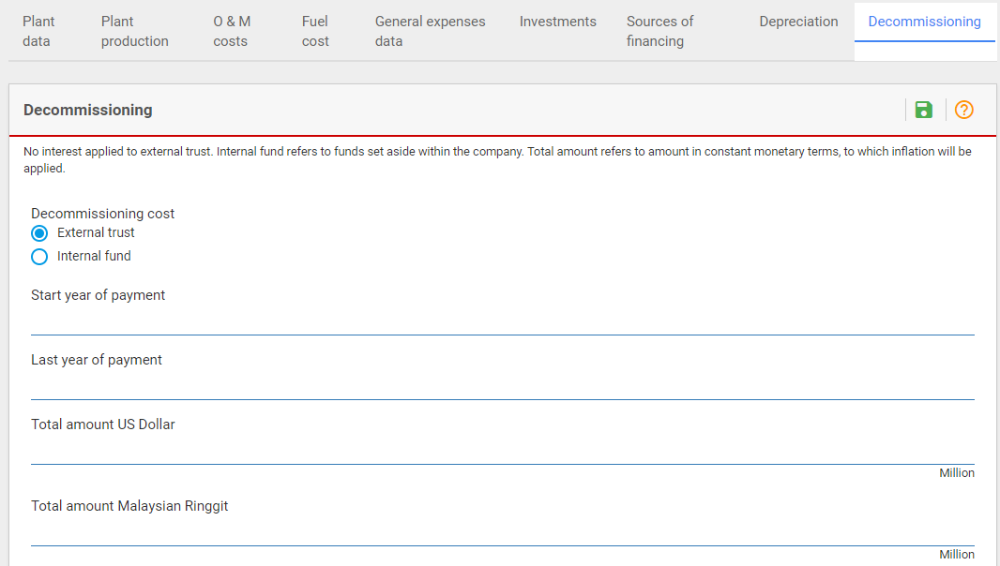 Plant data
Plant production
O & M costs
Fuel cost
General expenses data
Investments
Sources of financing
Depreciation
Decommissioning
Decommissioning
No interest applied to external trust. Internal fund refers to funds set aside within the company. Total amount refers to amount in constant monetary terms, to which inflation will be
applied.
Decommissioning cost
External trust
Internal fund
Start year of payment
Last year of payment
Total amount US Dollar
Million
Total amount Malaysian Ringgit
Million